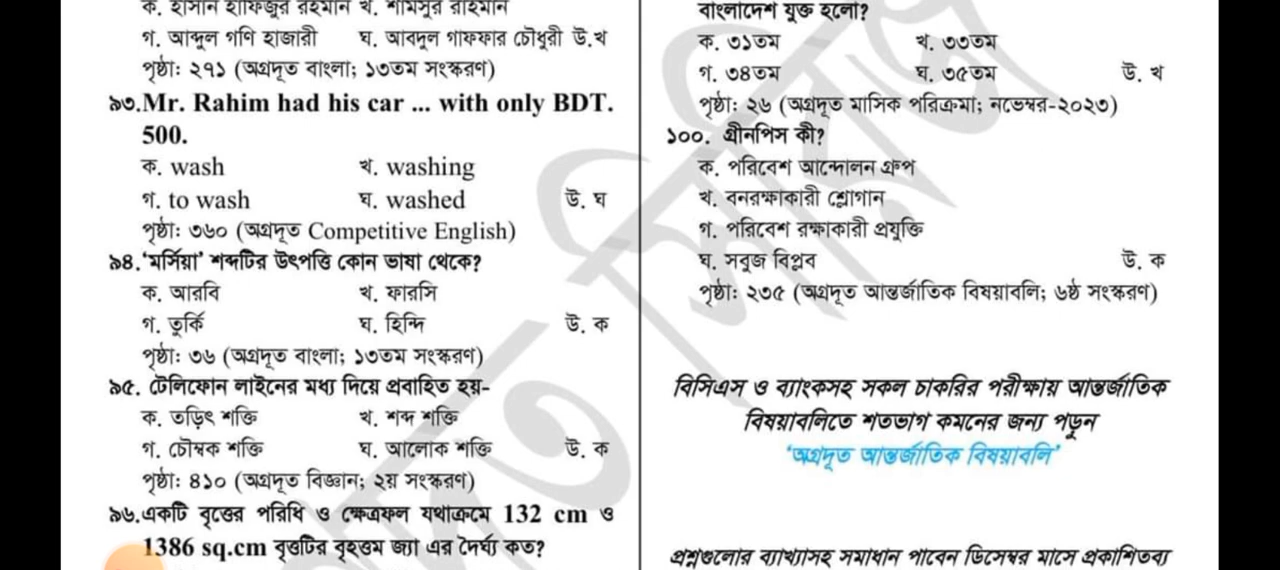 ক. হাসান হাফিজুর রহমান খ. শামসুর রাহমান
গ. আব্দুল গণি হাজারী ঘ. আবদুল গাফফার চৌধুরী উ.খ
পৃষ্ঠা: ২৭১ (অগ্রদূত বাংলা; ১৩তম সংস্করণ)
৯৩.Mr. Rahim had his car ... with only BDT.
500.
ক. wash খ. washing
গ. to wash ঘ. washed উ. ঘ
পৃষ্ঠা: ৩৬০ (অগ্রদূত Competitive English)
৯৪.‘মর্সিয়া’ শব্দটির উৎপত্তি কোন ভাষা থেকে?
ক. আরবি খ. ফারসি
গ. তুর্কি ঘ. হিন্দি উ. ক
পৃষ্ঠা: ৩৬ (অগ্রদূত বাংলা; ১৩তম সংস্করণ)
৯৫. টেলিফোন লাইনের মধ্য দিয়ে প্রবাহিত হয়-
ক. তড়িৎ শক্তি খ. শব্দ শক্তি
গ. চৌম্বক শক্তি ঘ. আলোক শক্তি উ. ক
পৃষ্ঠা: ৪১০ (অগ্রদূত বিজ্ঞান; ২য় সংস্করণ)
৯৬.একটি বৃত্তের পরিধি ও ক্ষেত্রফল যথাক্রমে 132 cm ও
1386 sq.cm বৃত্তটির বৃহত্তম জ্যা এর দৈর্ঘ্য কত?
বাংলাদেশ যুক্ত হলো?
ক. ৩১তম খ. ৩৩তম
গ. ৩৪তম ঘ. ৩৫তম উ. খ
পৃষ্ঠা: ২৬ (অগ্রদূত মাসিক পরিক্রমা; নভেম্বর-২০২৩)
১০০. গ্রীনপিস কী?
ক. পরিবেশ আন্দোলন গ্রুপ
খ. বনরক্ষাকারী শ্লোগান
গ. পরিবেশ রক্ষাকারী প্রযুক্তি
ঘ. সবুজ বিপ্লব উ. ক
পৃষ্ঠা: ২৩৫ (অগ্রদূত আন্তর্জাতিক বিষয়াবলি; ৬ষ্ঠ সংস্করণ)
বিসিএস ও ব্যাংকসহ সকল চাকরির পরীক্ষায় আন্তর্জাতিক
বিষয়াবলিতে শতভাগ কমনের জন্য পড়ুন
‘অগ্রদূত আন্তর্জাতিক বিষয়াবলি’
প্রশ্নগুলোর ব্যাখ্যাসহ সমাধান পাবেন ডিসেম্বর মাসে প্রকাশিতব্য